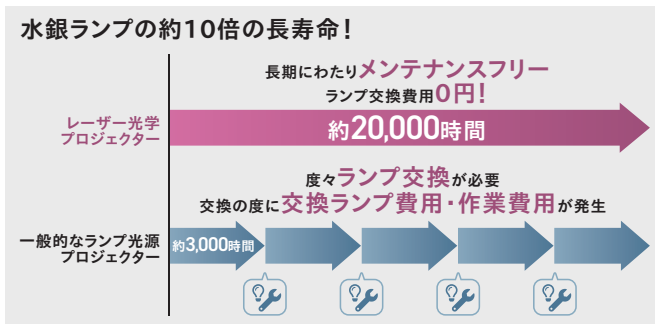 水銀ランプの約10倍の長寿命！
長期にわたりメンテナンスフリー
ランプ交換費用0円！
レーザー光学
プロジェクター
約20,000時間
度々ランプ交換が必要
交換の度に交換ランプ費用・作業費用が発生
一般的なランプ光源
プロジェクター
約3,000時間